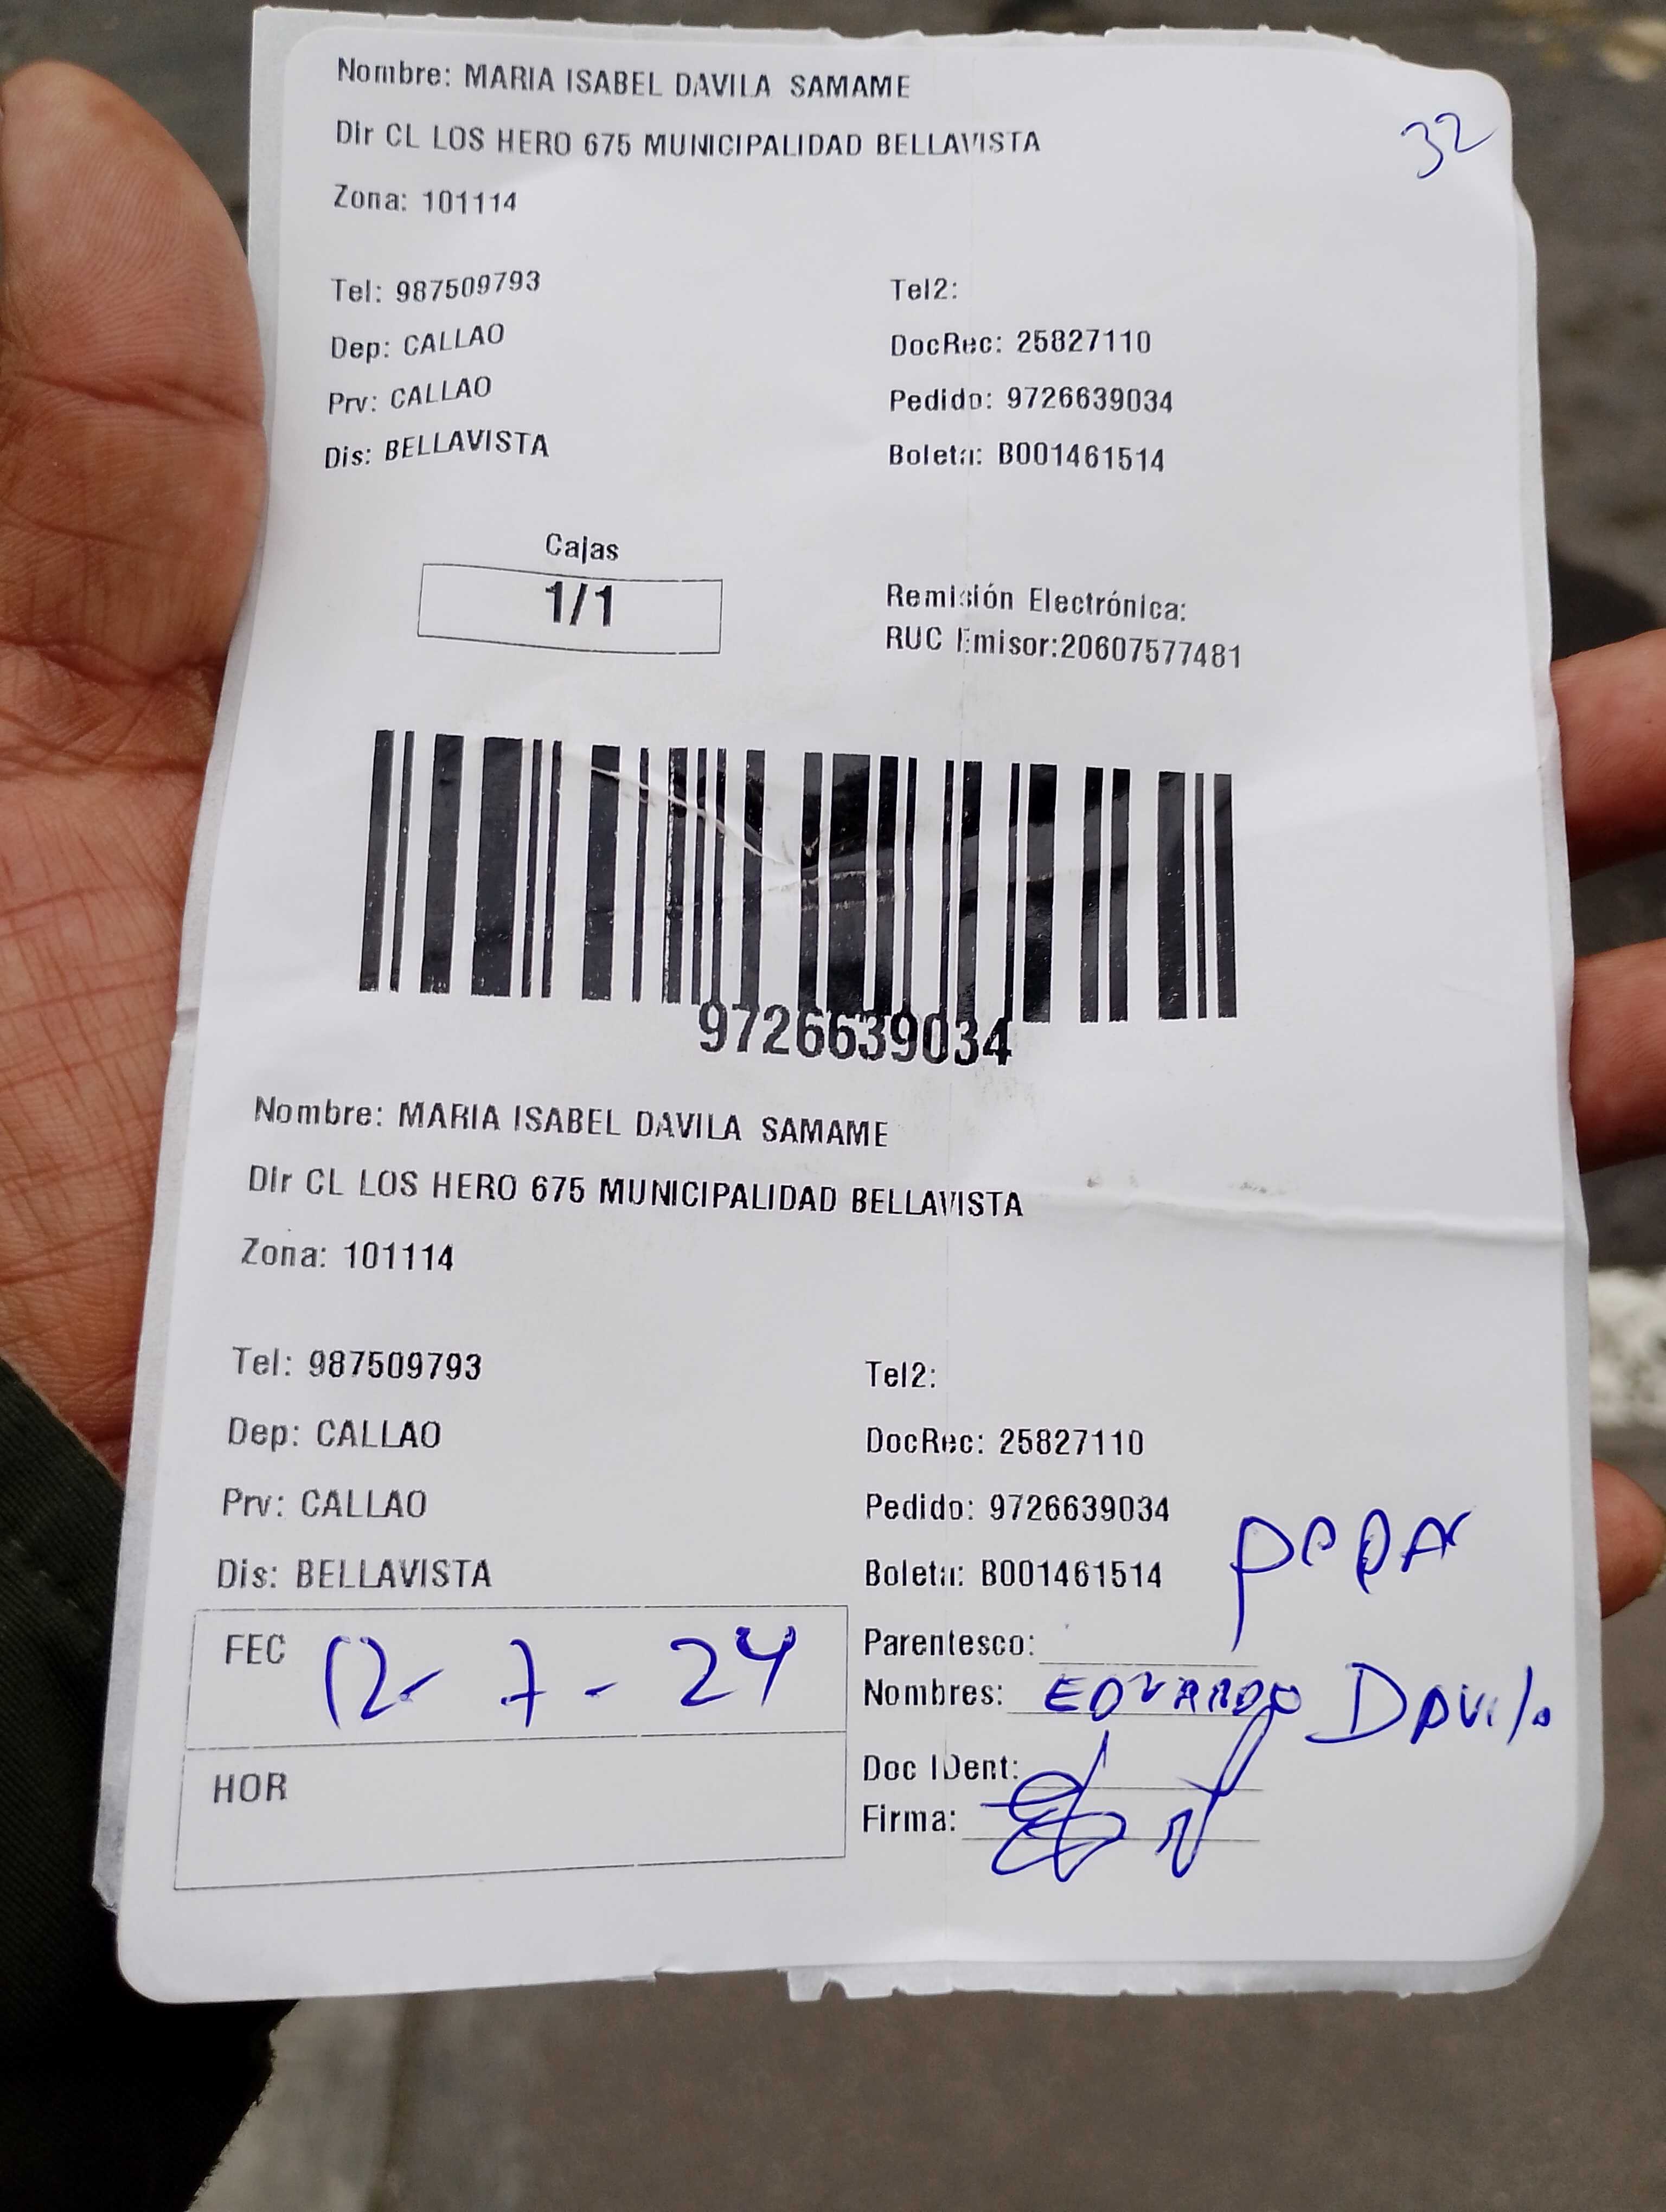 Nombre: MARIA ISABEL DAVILA SAMAME
32
Dir CL LOS HERO 675 MUNICIPALIDAD BELLAVISTA
Zona: 101114
Tel: 987509793
Tel2:
Dep: CALLAO
DocRec: 25827110
Prv: CALLAO
Pedido: 9726639034
Dis: BELLAVISTA
Boleta: B001461514
Cajas
1/1
Remisión Electrónica:
RUC Emisor:20607577481
9726639034
Nombre: MARIA ISABEL DAVILA SAMAME
Dir CL LOS HERO 675 MUNICIPALIDAD BELLAVISTA
Zona: 101114
Tel: 987509793
Tel2:
Dep: CALLAO
DocRec: 25827110
Prv: CALLAO
Pedido: 9726639034
Dis: BELLAVISTA
Boleta: B001461514
FEC 12-7-24
Parentesco:
Nombres: EDUARDO Davila
HOR
Doc IDent:
Firma: